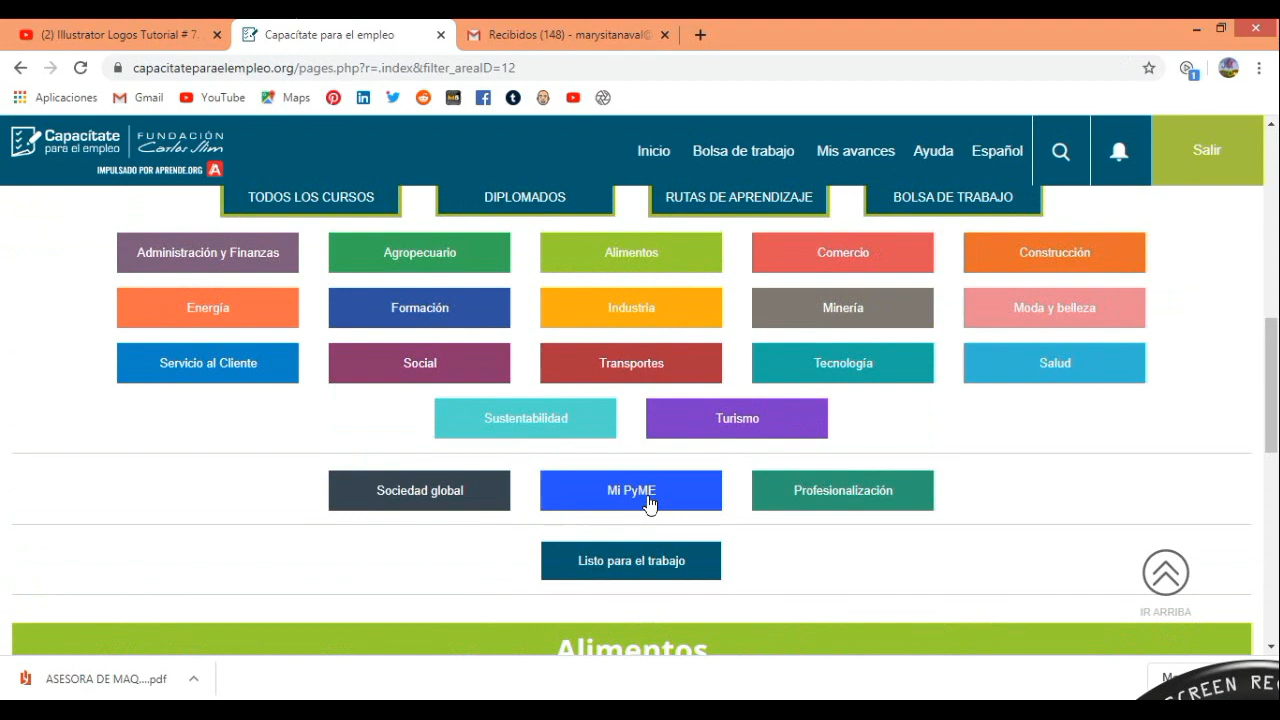 (2) Illustrator Logos Tutorial # 7.
Capacítate para el empleo
Recibidos (148) - marysitanaval@
capacitateparaelempleo.org/pages.php?r=.index&filter_areaID=12
1
Aplicaciones
Gmail
YouTube
Maps
Capacítate
para el empleo
FUNDACIÓN
Carlos Slim
IMPULSADO POR APRENDE.ORG
Inicio
Bolsa de trabajo
Mis avances
Ayuda
Español
Salir
TODOS LOS CURSOS
DIPLOMADOS
RUTAS DE APRENDIZAJE
BOLSA DE TRABAJO
Administración y Finanzas
Agropecuario
Alimentos
Comercio
Construcción
Energía
Formación
Industria
Minería
Moda y belleza
Servicio al Cliente
Social
Transportes
Tecnología
Salud
Sustentabilidad
Turismo
Sociedad global
Mi PyME
Profesionalización
Listo para el trabajo
IR ARRIBA
Alimentos
ASESORA DE MAQ....pdf
SCREEN REC